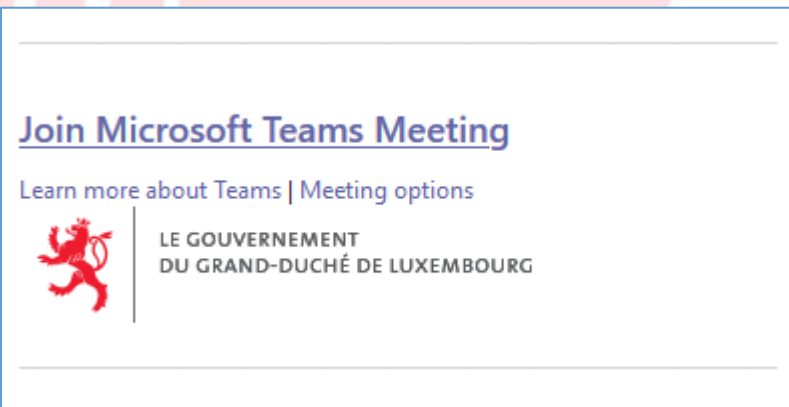 Join Microsoft Teams Meeting
Learn more about Teams | Meeting options
LE GOUVERNEMENT
DU GRAND-DUCHÉ DE LUXEMBOURG